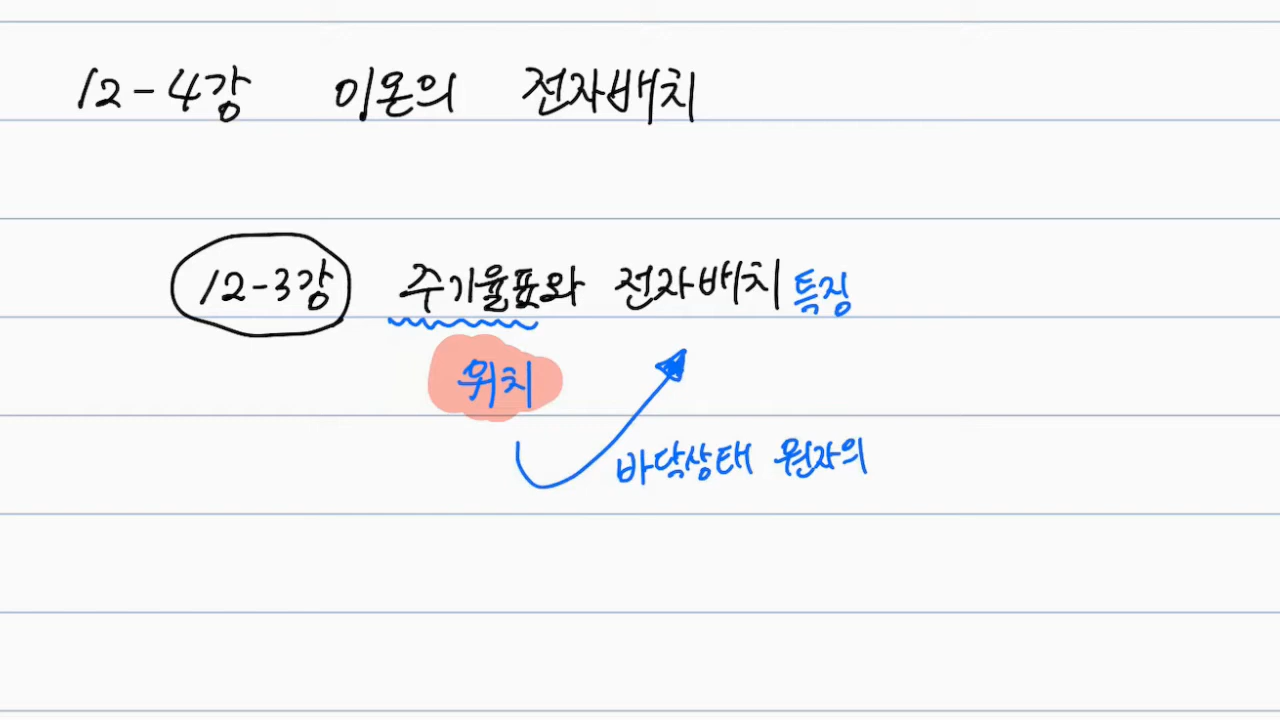 12-4강 이온의 전자배치
12-3강 주기율표와 전자배치 특징
위치
바닥상태 원자의